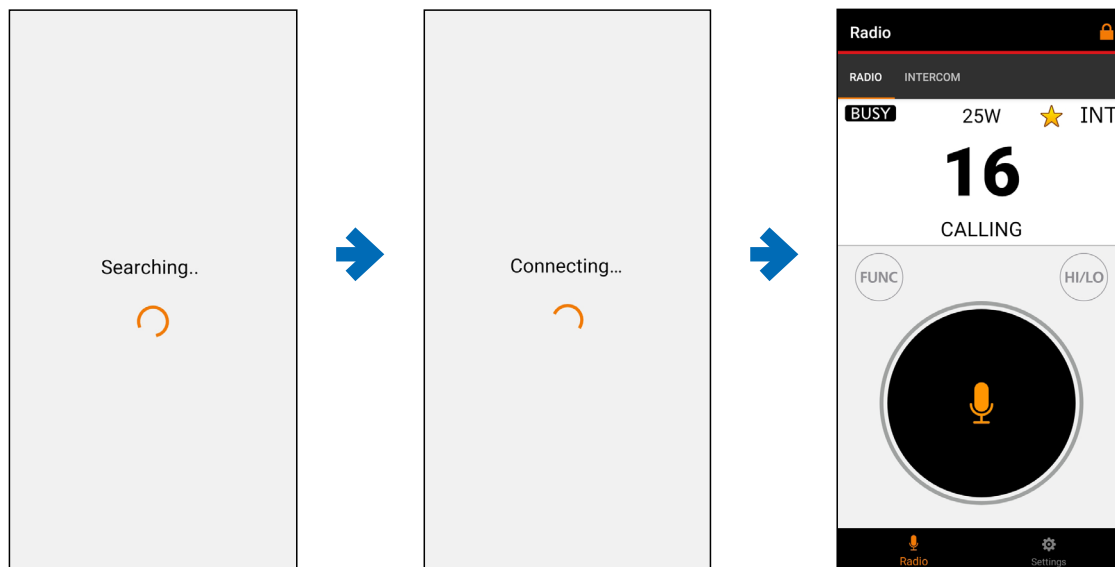 Searching..
Connecting...
Radio
RADIO INTERCOM
BUSY 25W INT
16
CALLING
FUNC HI/LO
Radio Settings